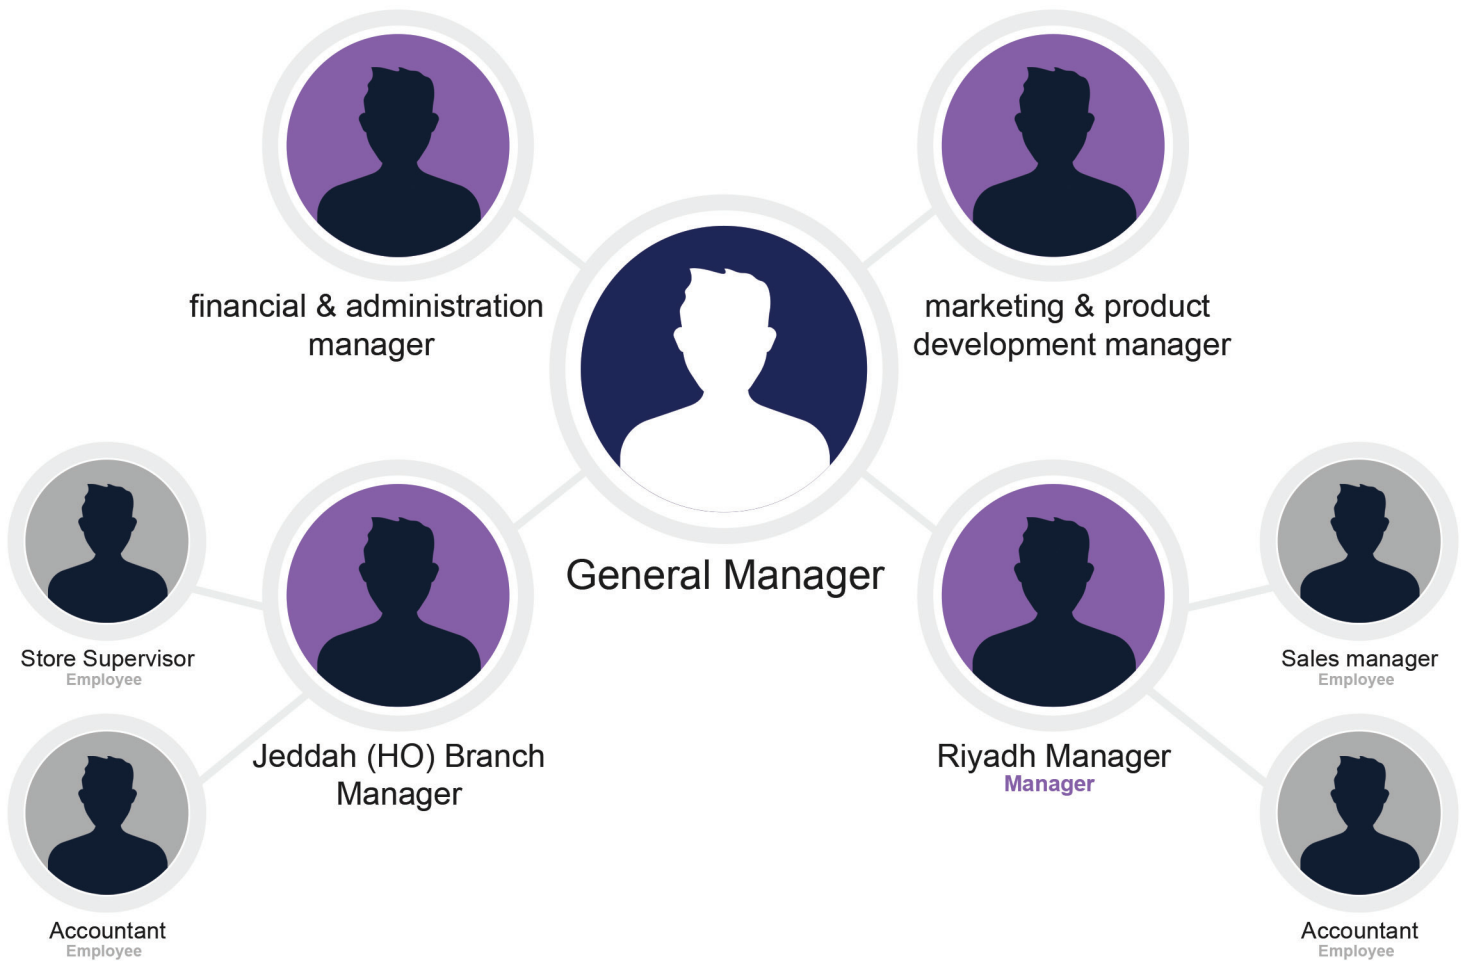 financial & administration
manager
marketing & product
development manager
General Manager
Store Supervisor
Employee
Sales manager
Employee
Jeddah (HO) Branch
Manager
Riyadh Manager
Manager
Accountant
Employee
Accountant
Employee